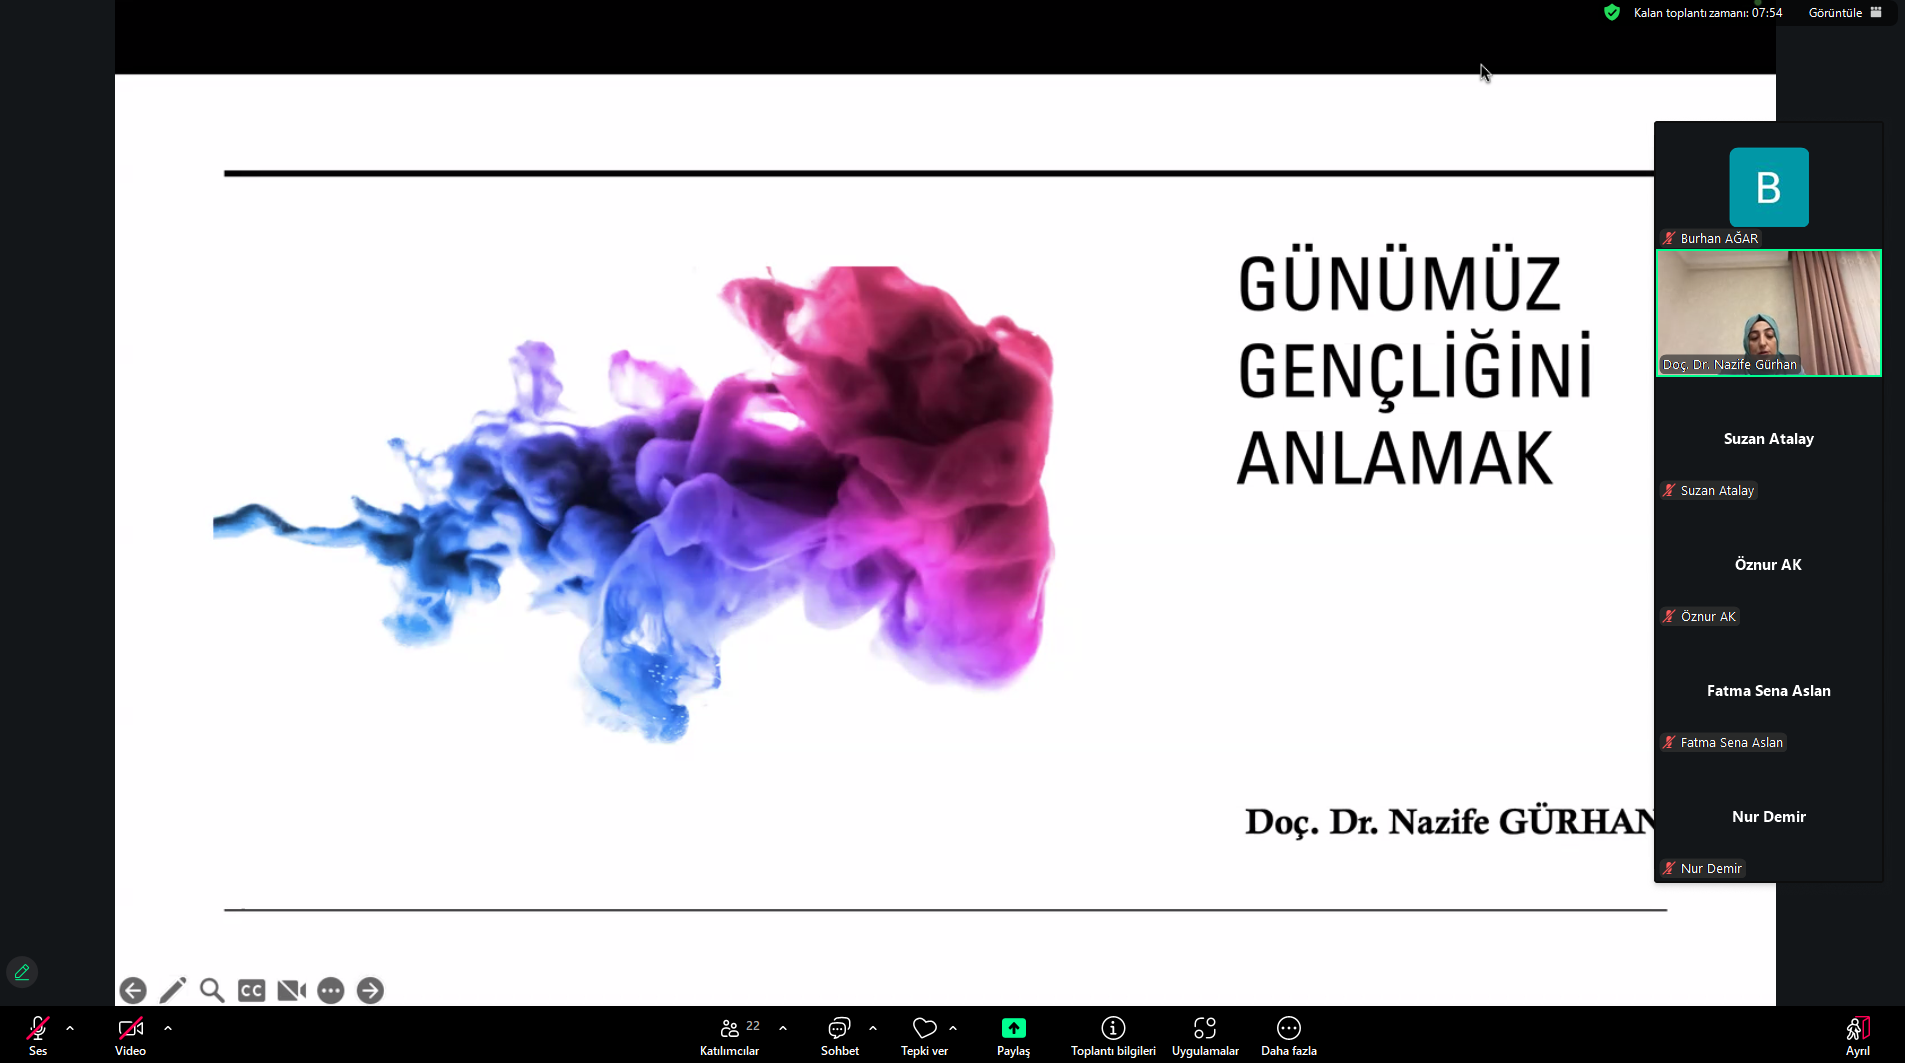 Kalan toplantı zamanı: 07:54
Görüntüle
GÜNÜMÜZ
GENÇLİĞİNİ
ANLAMAK
Doç. Dr. Nazife GÜRHAN
B
Burhan AĞAR
Doç. Dr. Nazife Gürhan
Suzan Atalay
Suzan Atalay
Öznur AK
Öznur AK
Fatma Sena Aslan
Fatma Sena Aslan
Nur Demir
Nur Demir
CC
Ses
Video
22
Katılımcılar
Sohbet
Tepki ver
Paylaş
Toplantı bilgileri
Uygulamalar
Daha fazla
Ayrıl